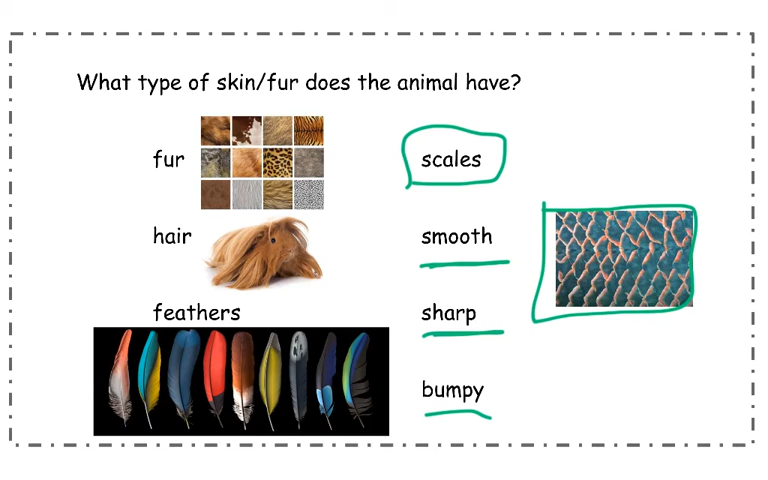 What type of skin/fur does the animal have?
fur
scales
hair
smooth
feathers
sharp
bumpy